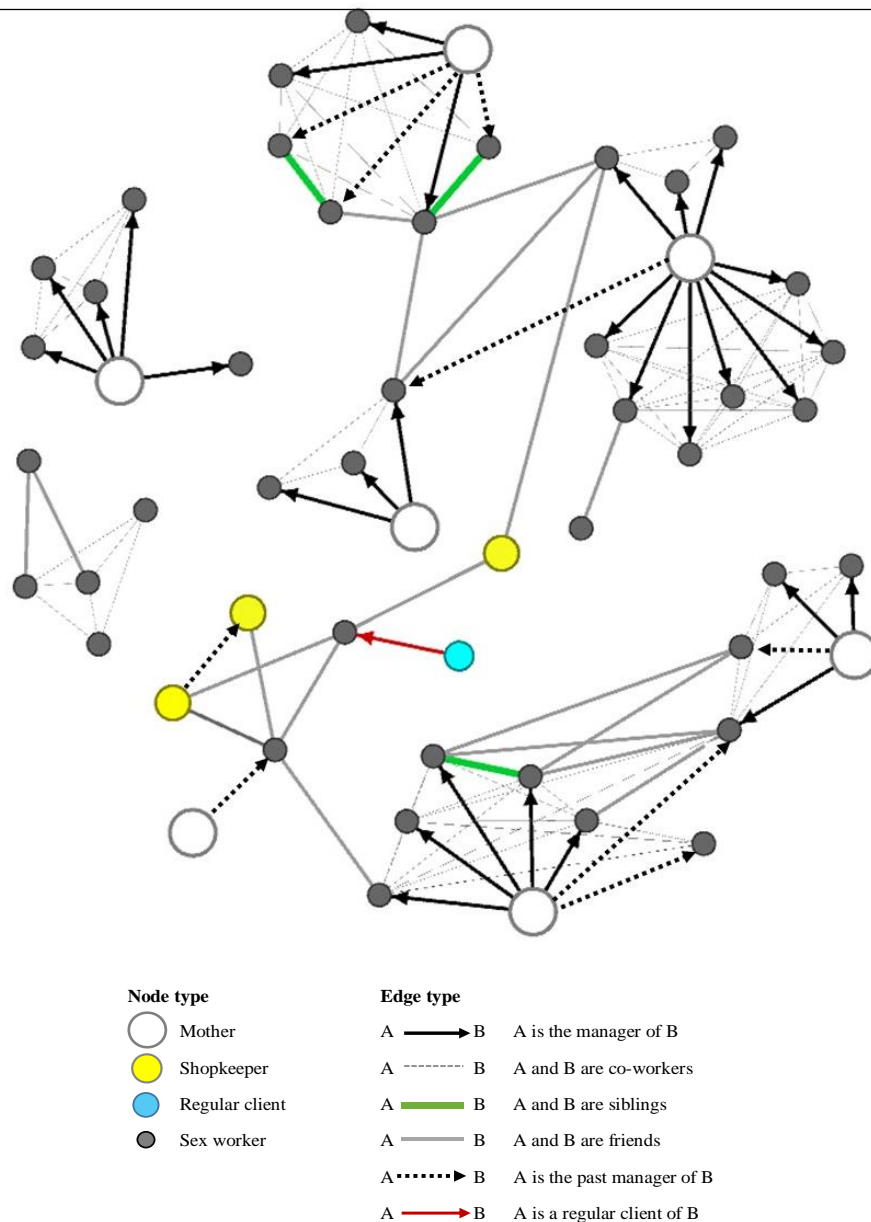 Node type Edge type
Mother A B A is the manager of B
Shopkeeper A B A and B are co-workers
Regular client A B A and B are siblings
Sex worker A B A and B are friends
A B A is the past manager of B
A B A is a regular client of B